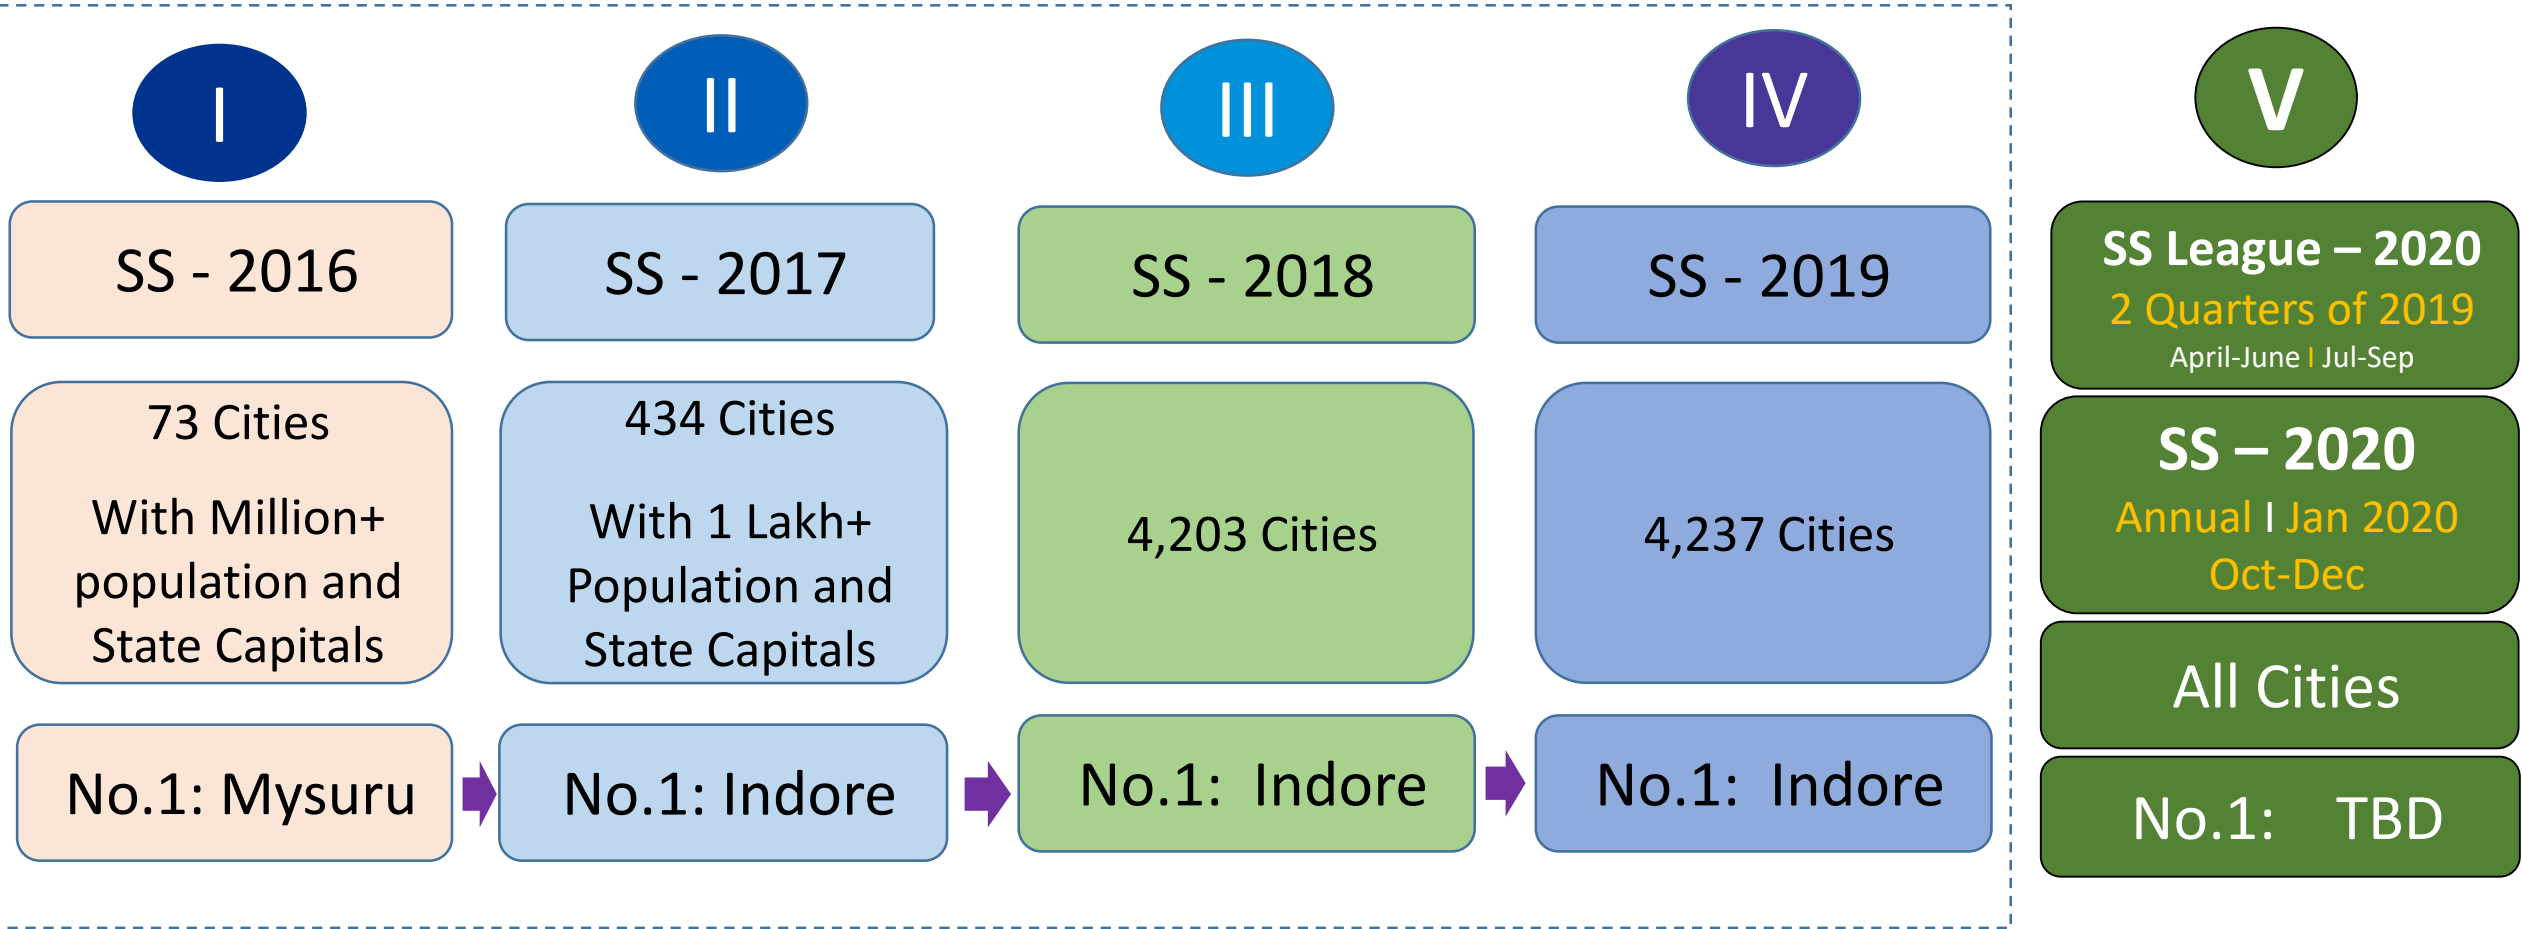 I
SS - 2016
73 Cities
With Million+
population and
State Capitals
No.1: Mysuru
II
SS - 2017
434 Cities
With 1 Lakh+
Population and
State Capitals
No.1: Indore
III
SS - 2018
4,203 Cities
No.1: Indore
IV
SS - 2019
4,237 Cities
No.1: Indore
V
SS League – 2020
2 Quarters of 2019
April-June I Jul-Sep
SS – 2020
Annual I Jan 2020
Oct-Dec
All Cities
No.1: TBD